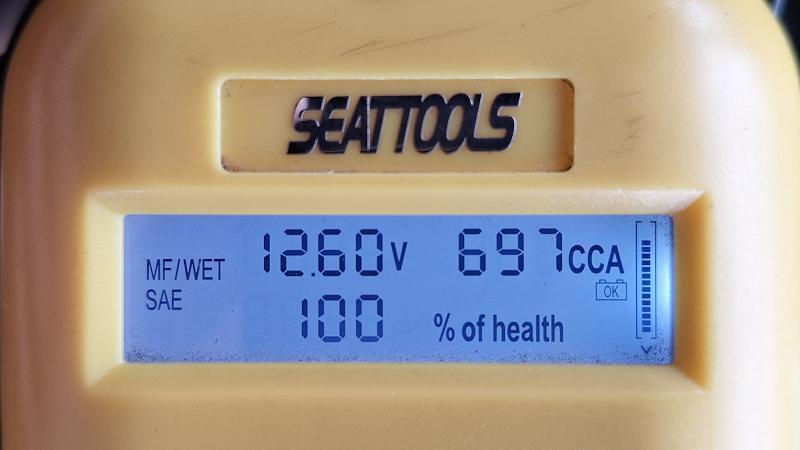 SEATTOOLS
MF/WET 12.60V 697CCA
SAE OK
100 % of health